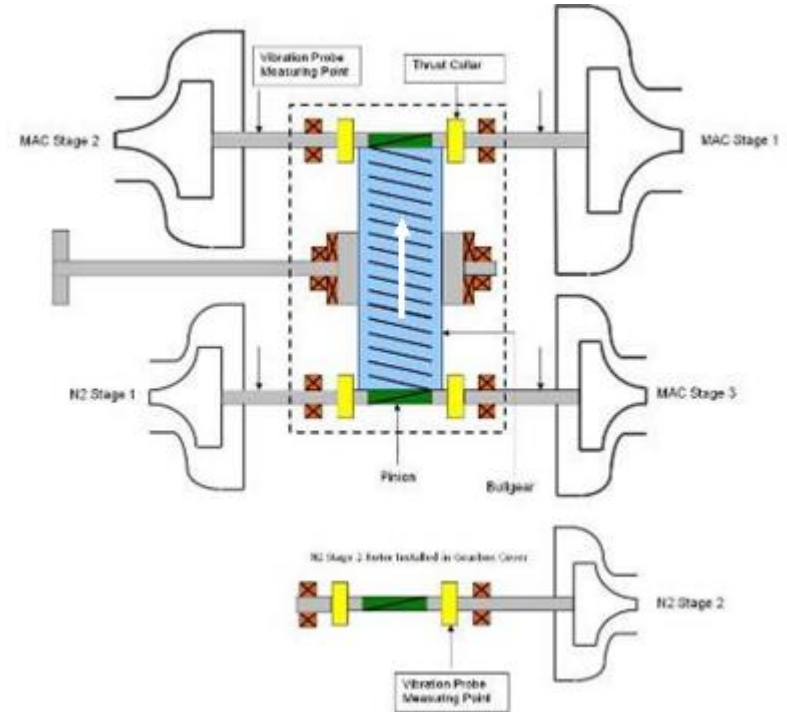 Vibration Probe
Measuring Point
Thrust Collar
MAC Stage 2
MAC Stage 1
N2 Stage 1
MAC Stage 3
Pinion
Bullgear
N2 Stage 2 Rotor Installed in Gearbox Cover
N2 Stage 2
Vibration Probe
Measuring Point